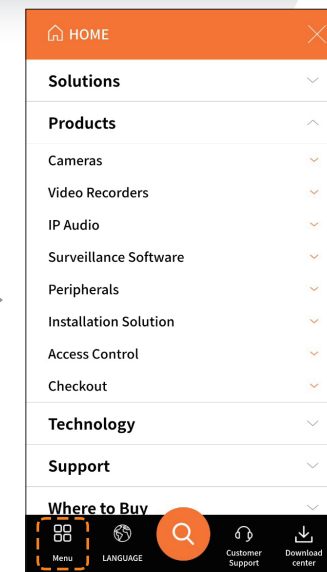 HOME
Solutions
Products
Cameras
Video Recorders
IP Audio
Surveillance Software
Peripherals
Installation Solution
Access Control
Checkout
Technology
Support
Where to Buy
Menu
LANGUAGE
Customer
Support
Download
center